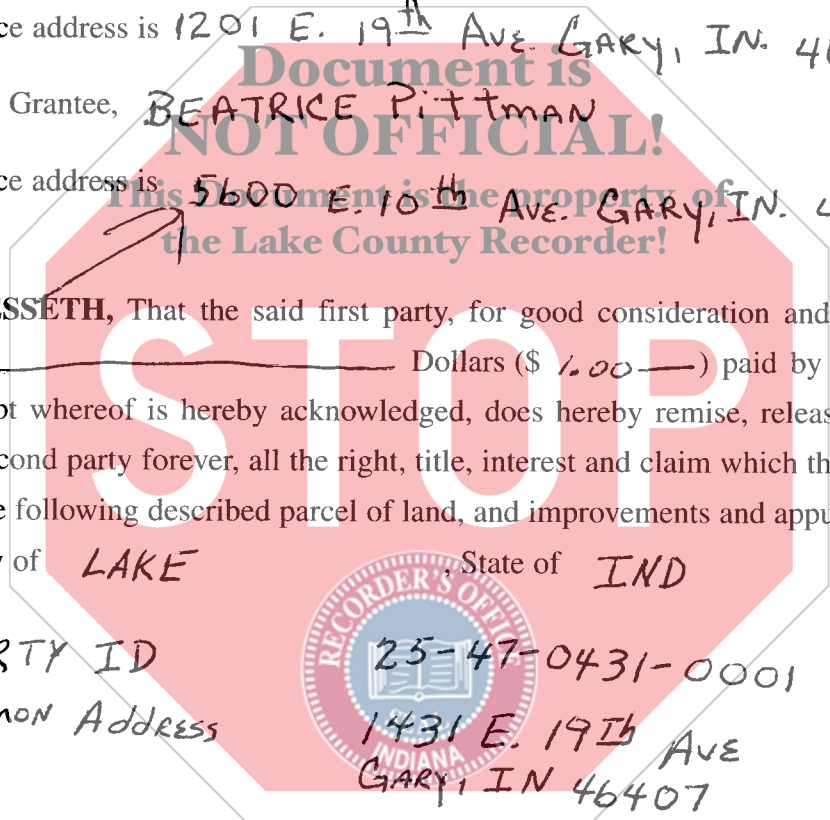 ce address is 1201 E. 19th Ave Gary, IN. 4
Document is
Grantee, BEATRICE Pittman
NOT OFFICIAL!
ce address is 5600 E. 10th Ave. Gary, IN.
This Document is the property of
the Lake County Recorder!
SSETH, That the said first party, for good consideration and
Dollars ($ 1.00 —) paid by
pt whereof is hereby acknowledged, does hereby remise, releas
cond party forever, all the right, title, interest and claim which th
e following described parcel of land, and improvements and appu
STOP
of LAKE , State of IND
RTY ID 25-47-0431-0001
mon Address 1431 E. 19Th Ave
Gary, IN 46407
RECORDER'S OFFICE
INDIANA